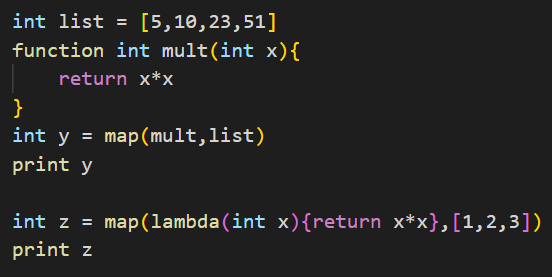 int list = [5,10,23,51]
function int mult(int x){
    return x*x
}
int y = map(mult,list)
print y

int z = map(lambda(int x){return x*x},[1,2,3])
print z